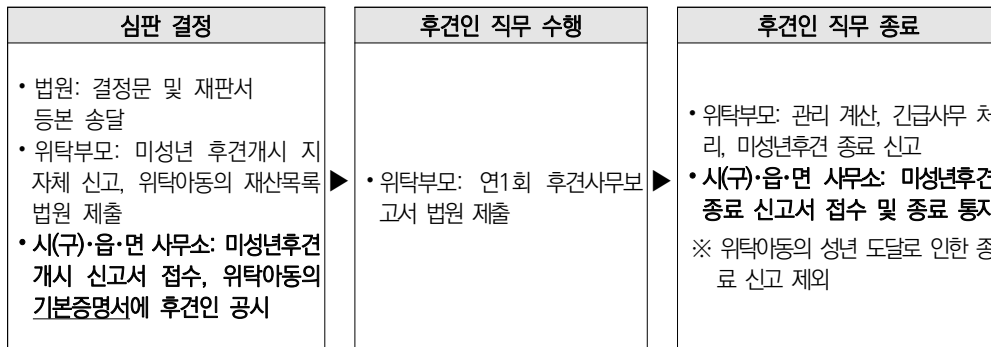 심판 결정
• 법원: 결정문 및 재판서
등본 송달
• 위탁부모: 미성년 후견개시 지
자체 신고, 위탁아동의 재산목록
법원 제출
• 시(구)·읍·면 사무소: 미성년후견
개시 신고서 접수, 위탁아동의
기본증명서에 후견인 공시
▶
후견인 직무 수행
• 위탁부모: 연1회 후견사무보
고서 법원 제출
▶
후견인 직무 종료
• 위탁부모: 관리 계산, 긴급사무 처
리, 미성년후견 종료 신고
• 시(구)·읍·면 사무소: 미성년후견
종료 신고서 접수 및 종료 통지
※ 위탁아동의 성년 도달로 인한 종
료 신고 제외